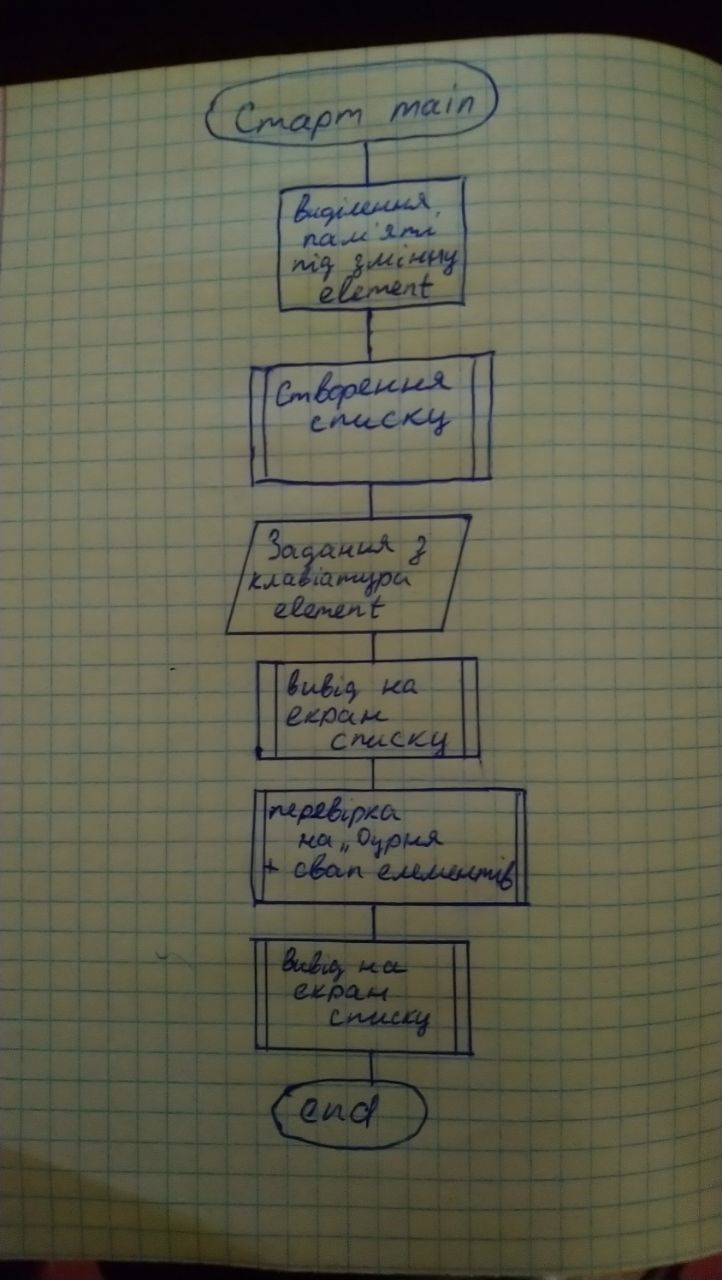 Старт main
Виділення
пам'яті
під змінну
element
Створення
списку
Задання з
клавіатури
element
вивід на
екран
списку
перевірка
на „дурня
+ свап елементів
Вивід на
екран
списку
end